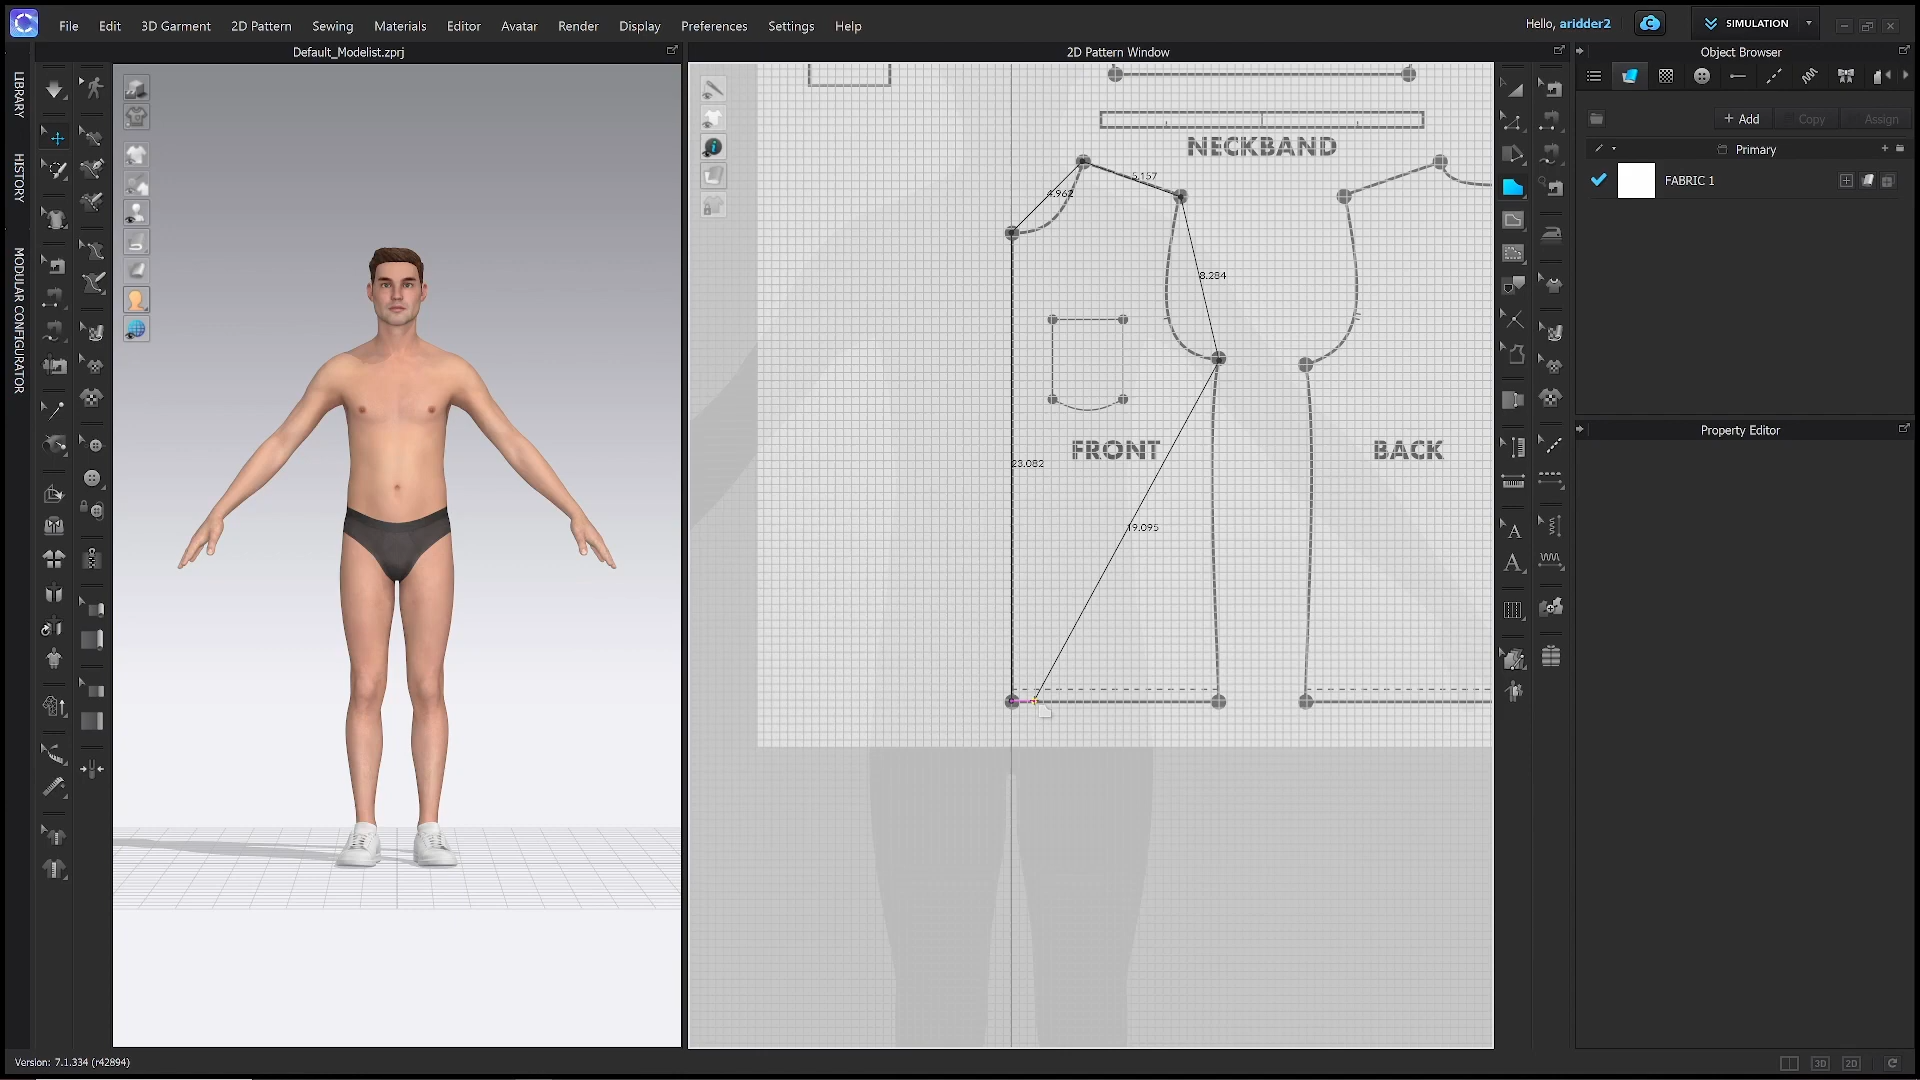 File Edit 3D Garment 2D Pattern Sewing Materials Editor Avatar Render Display Preferences Settings Help
Hello, aridder2
SIMULATION
Default_Modelist.zprj
2D Pattern Window
Object Browser
LIBRARY
HISTORY
MODULAR CONFIGURATOR
+ Add
Copy
Assign
Primary
FABRIC 1
NECKBAND
5.157
4.962
8.284
FRONT
BACK
23.082
19.095
Property Editor
Version: 7.1.334 (r42894)
3D
2D